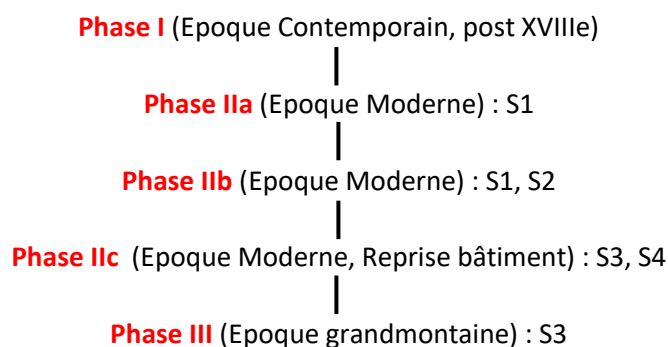 Phase I (Epoque Contemporain, post XVIIIe)
Phase IIa (Epoque Moderne) : S1
Phase IIb (Epoque Moderne) : S1, S2
Phase IIc (Epoque Moderne, Reprise bâtiment) : S3, S4
Phase III (Epoque grandmontaine) : S3